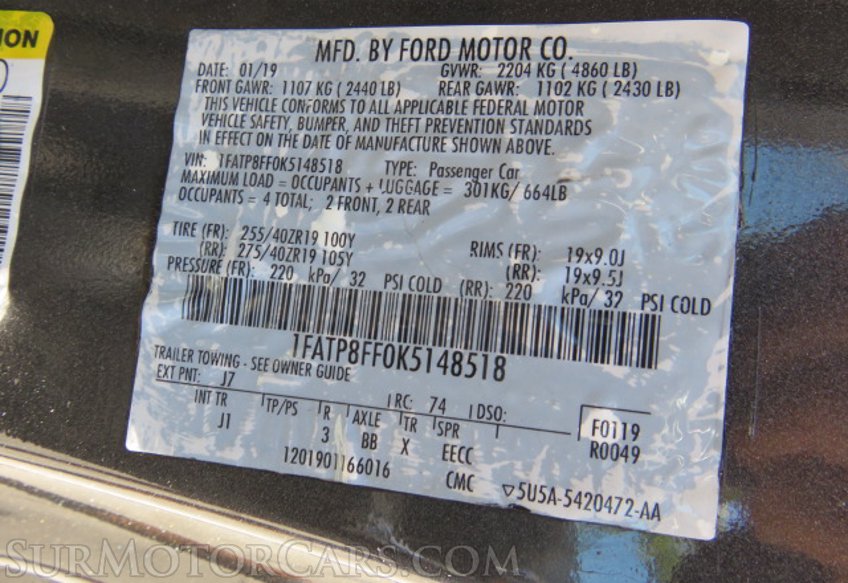 ION
MFD. BY FORD MOTOR CO.
DATE: 01/19 GVWR: 2204 KG ( 4860 LB)
FRONT GAWR: 1107 KG ( 2440 LB) REAR GAWR: 1102 KG ( 2430 LB)
THIS VEHICLE CONFORMS TO ALL APPLICABLE FEDERAL MOTOR
VEHICLE SAFETY, BUMPER, AND THEFT PREVENTION STANDARDS
IN EFFECT ON THE DATE OF MANUFACTURE SHOWN ABOVE.
VIN: 1FATP8FF0K5148518 TYPE: Passenger Car
MAXIMUM LOAD = OCCUPANTS + LUGGAGE = 301KG/ 664LB
OCCUPANTS = 4 TOTAL; 2 FRONT, 2 REAR
TIRE (FR): 255/40ZR19 100Y RIMS (FR): 19x9.0J
(RR): 275/40ZR19 105Y (RR): 19x9.5J
PRESSURE (FR): 220 kPa/ 32 PSI COLD (RR): 220 kPa/ 32 PSI COLD
1FATP8FF0K5148518
TRAILER TOWING - SEE OWNER GUIDE
EXT PNT: J7 RC: 74 DSO: F0119
INT TR TP/PS R AXLE TR SPR R0049
J1 3 BB X EECC
1201901166016 CMC ▽5U5A-5420472-AA
SURMOTORCARS.COM